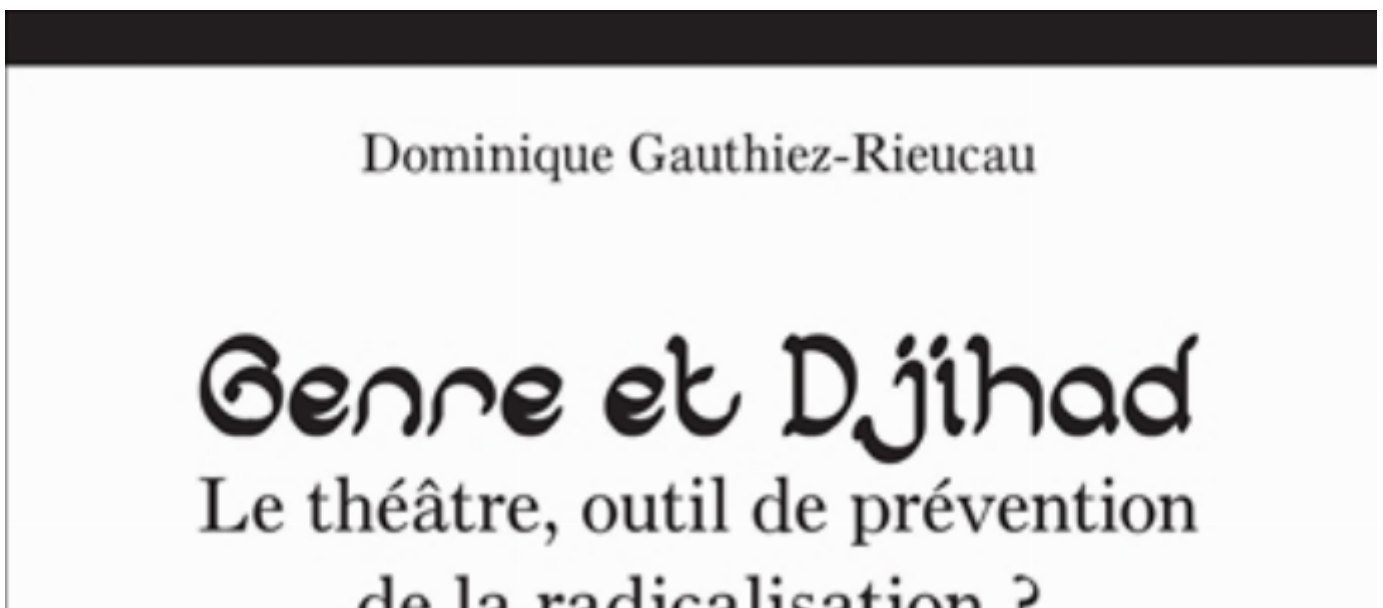 Dominique Gauthiez-Rieucau
Genre et Djihad
Le théâtre, outil de prévention
de la radicalisation ?